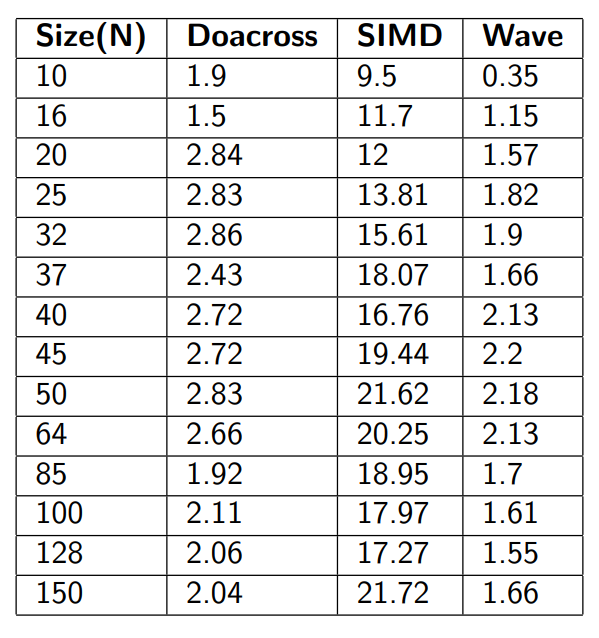 Size(N) Doacross SIMD Wave
10 1.9 9.5 0.35
16 1.5 11.7 1.15
20 2.84 12 1.57
25 2.83 13.81 1.82
32 2.86 15.61 1.9
37 2.43 18.07 1.66
40 2.72 16.76 2.13
45 2.72 19.44 2.2
50 2.83 21.62 2.18
64 2.66 20.25 2.13
85 1.92 18.95 1.7
100 2.11 17.97 1.61
128 2.06 17.27 1.55
150 2.04 21.72 1.66